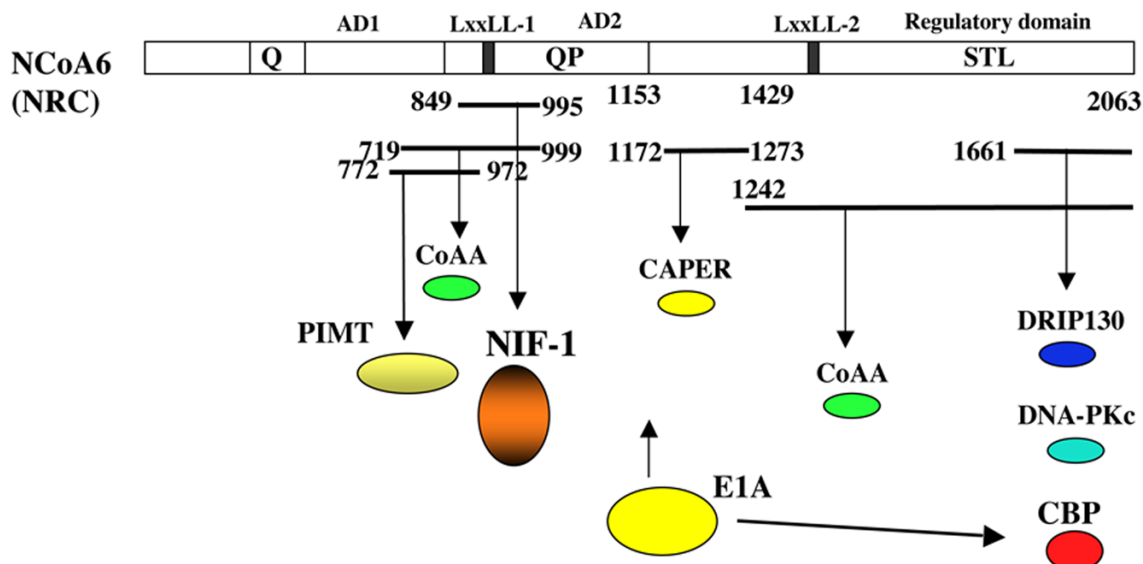 AD1 LxxLL-1 AD2 LxxLL-2 Regulatory domain
NCoA6 Q QP STL
(NRC)
849 995 1153 1429 2063
719 999 1172 1273 1661
772 972
1242
CoAA
CAPER
PIMT NIF-1 DRIP130
CoAA
DNA-PKc
E1A
CBP